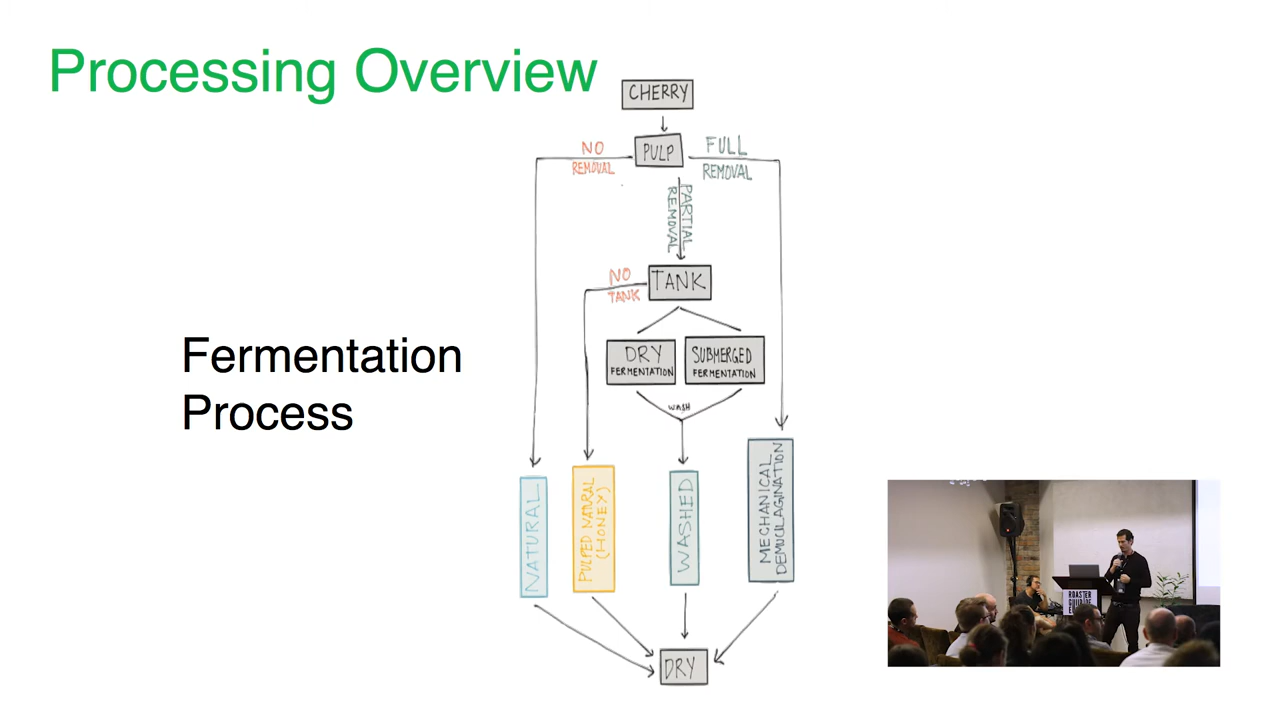 Processing Overview
CHERRY
PULP
NO
REMOVAL
FULL
REMOVAL
PARTIAL
REMOVAL
TANK
NO
TANK
DRY
FERMENTATION
SUBMERGED
FERMENTATION
WASH
Fermentation
Process
NATURAL
PULPED NATURAL
(HONEY)
WASHED
MECHANICAL
DEMUCILAGINATION
DRY
ROASTER